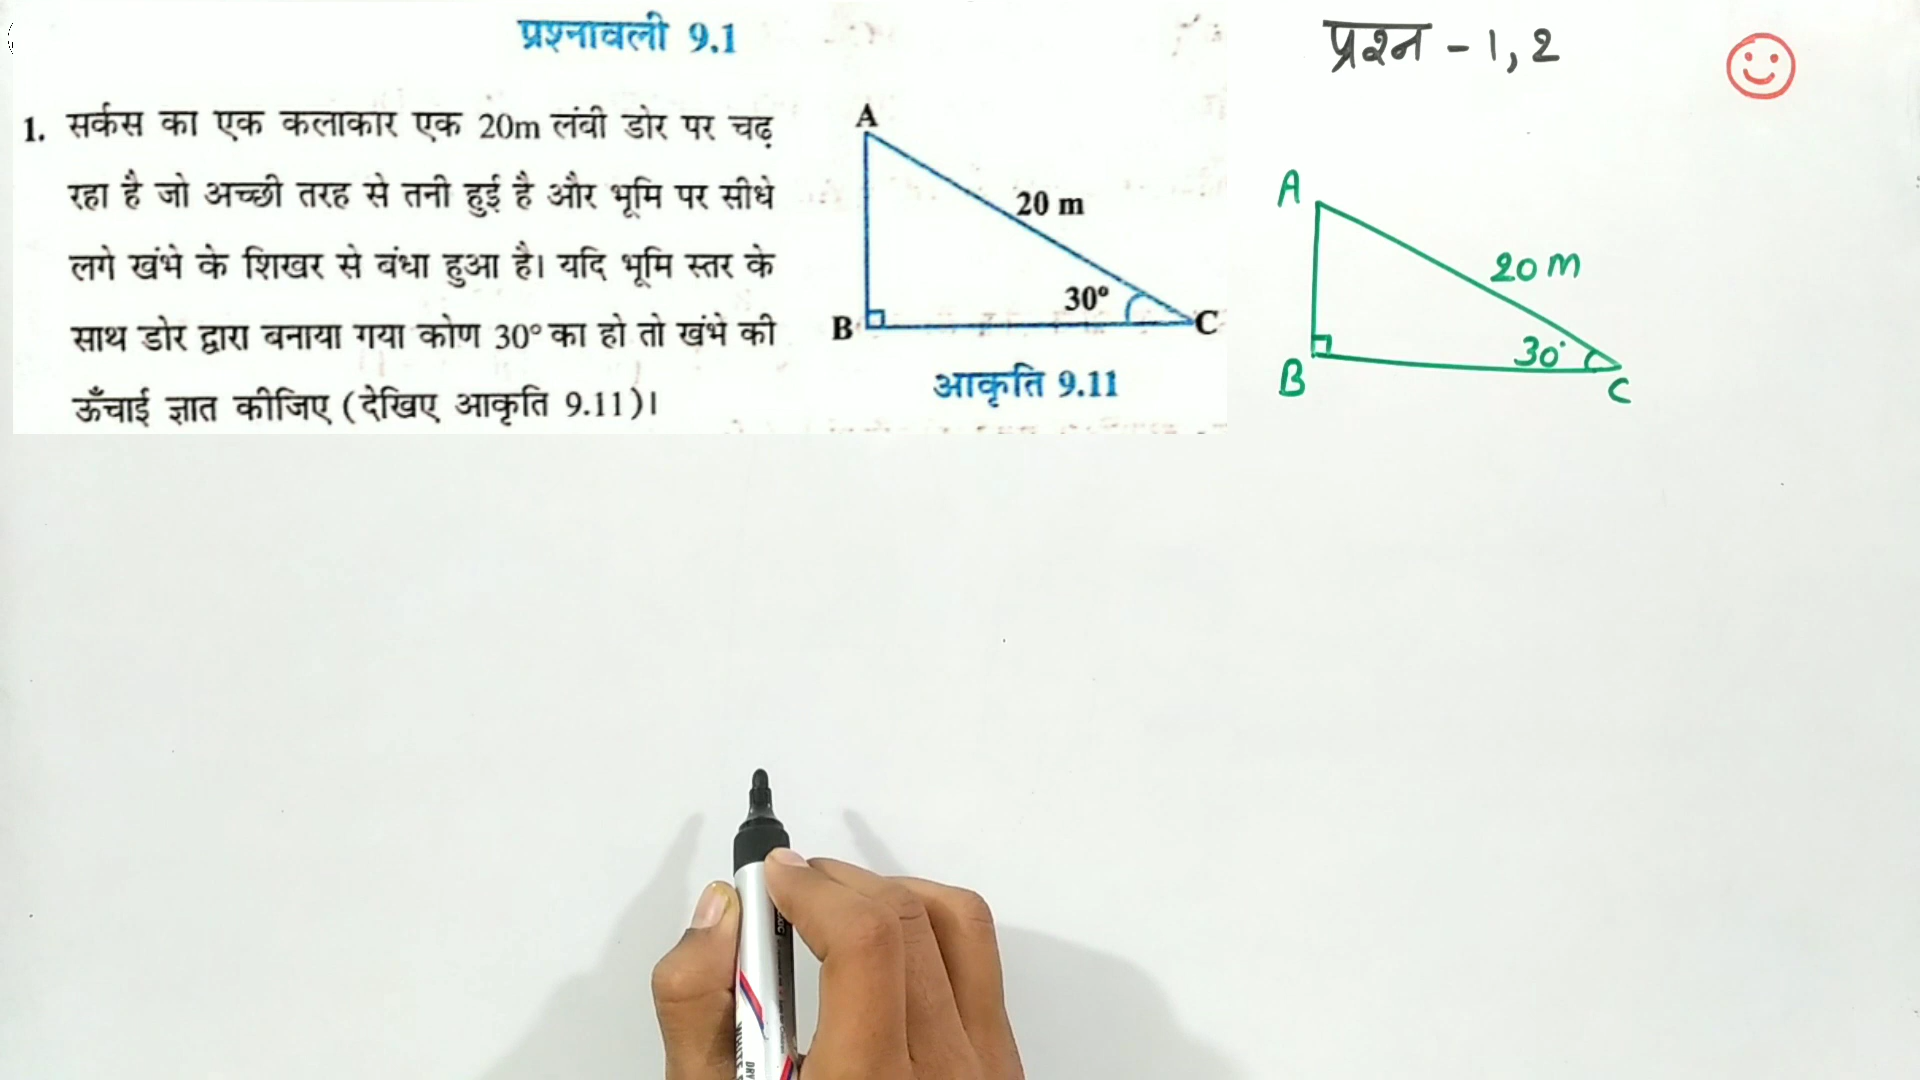 प्रश्नावली 9.1
प्रश्न - 1, 2
1. सर्कस का एक कलाकार एक 20m लंबी डोर पर चढ़
रहा है जो अच्छी तरह से तनी हुई है और भूमि पर सीधे
लगे खंभे के शिखर से बंधा हुआ है। यदि भूमि स्तर के
साथ डोर द्वारा बनाया गया कोण 30° का हो तो खंभे की
ऊँचाई ज्ञात कीजिए (देखिए आकृति 9.11)।
A
20 m
30°
B
C
आकृति 9.11
A
20 m
30°
B
C